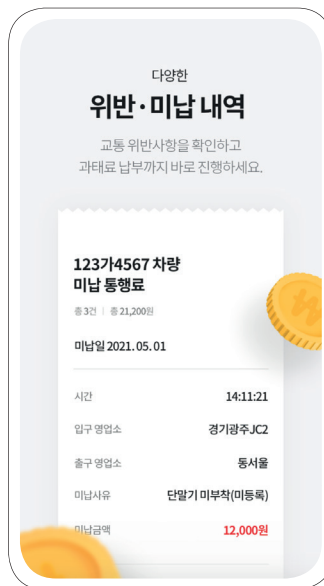 다양한
위반·미납 내역
교통 위반사항을 확인하고
과태료 납부까지 바로 진행하세요.
123가4567 차량
미납 통행료
총 3건 | 총 21,200원
미납일 2021. 05. 01
시간 14:11:21
입구 영업소 경기광주JC2
출구 영업소 동서울
미납사유 단말기 미부착(미등록)
미납금액 12,000원